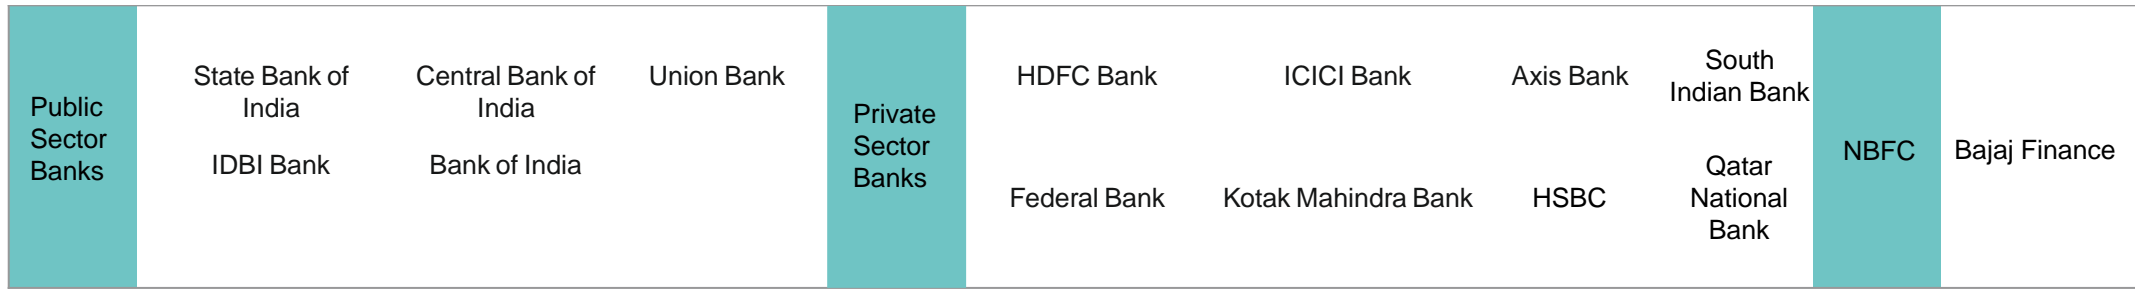 Public
Sector
Banks
State Bank of
India
Central Bank of
India
Union Bank
IDBI Bank
Bank of India
Private
Sector
Banks
HDFC Bank
ICICI Bank
Axis Bank
South
Indian Bank
Federal Bank
Kotak Mahindra Bank
HSBC
Qatar
National
Bank
NBFC
Bajaj Finance